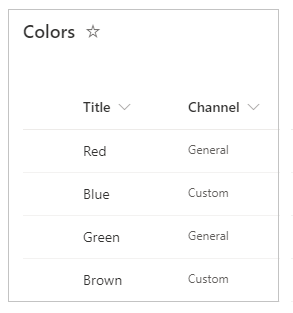 Colors
Title Channel
Red General
Blue Custom
Green General
Brown Custom